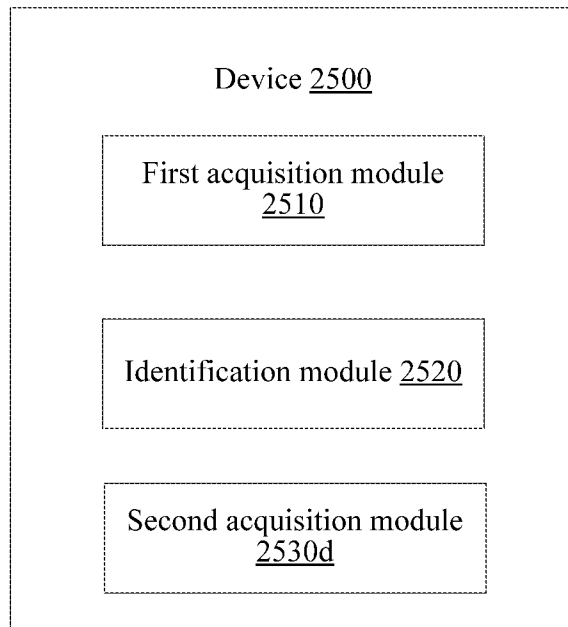 Device 2500
First acquisition module
2510
Identification module 2520
Second acquisition module
2530d